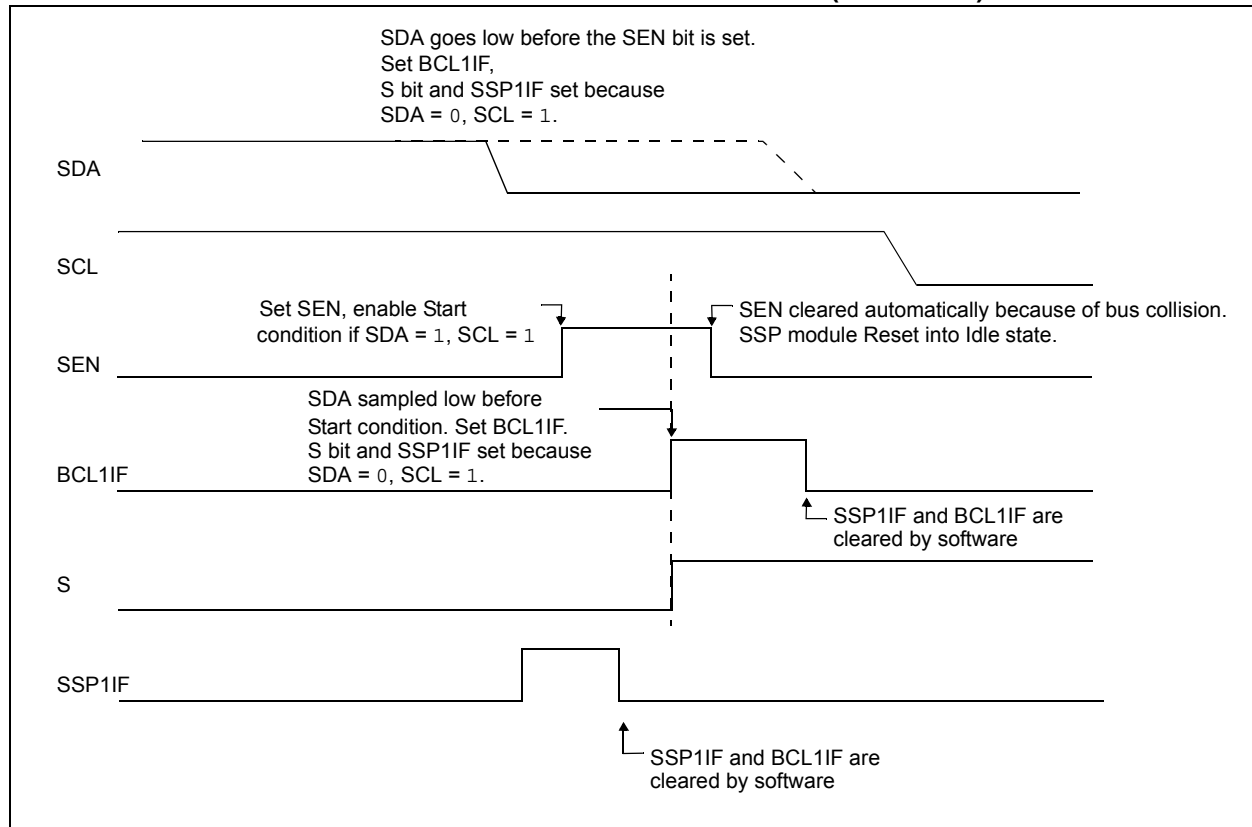 SDA goes low before the SEN bit is set.
Set BCL1IF,
S bit and SSP1IF set because
SDA = 0, SCL = 1.
SDA
SCL
Set SEN, enable Start
condition if SDA = 1, SCL = 1
SEN cleared automatically because of bus collision.
SSP module Reset into Idle state.
SEN
SDA sampled low before
Start condition. Set BCL1IF.
S bit and SSP1IF set because
SDA = 0, SCL = 1.
BCL1IF
SSP1IF and BCL1IF are
cleared by software
S
SSP1IF
SSP1IF and BCL1IF are
cleared by software